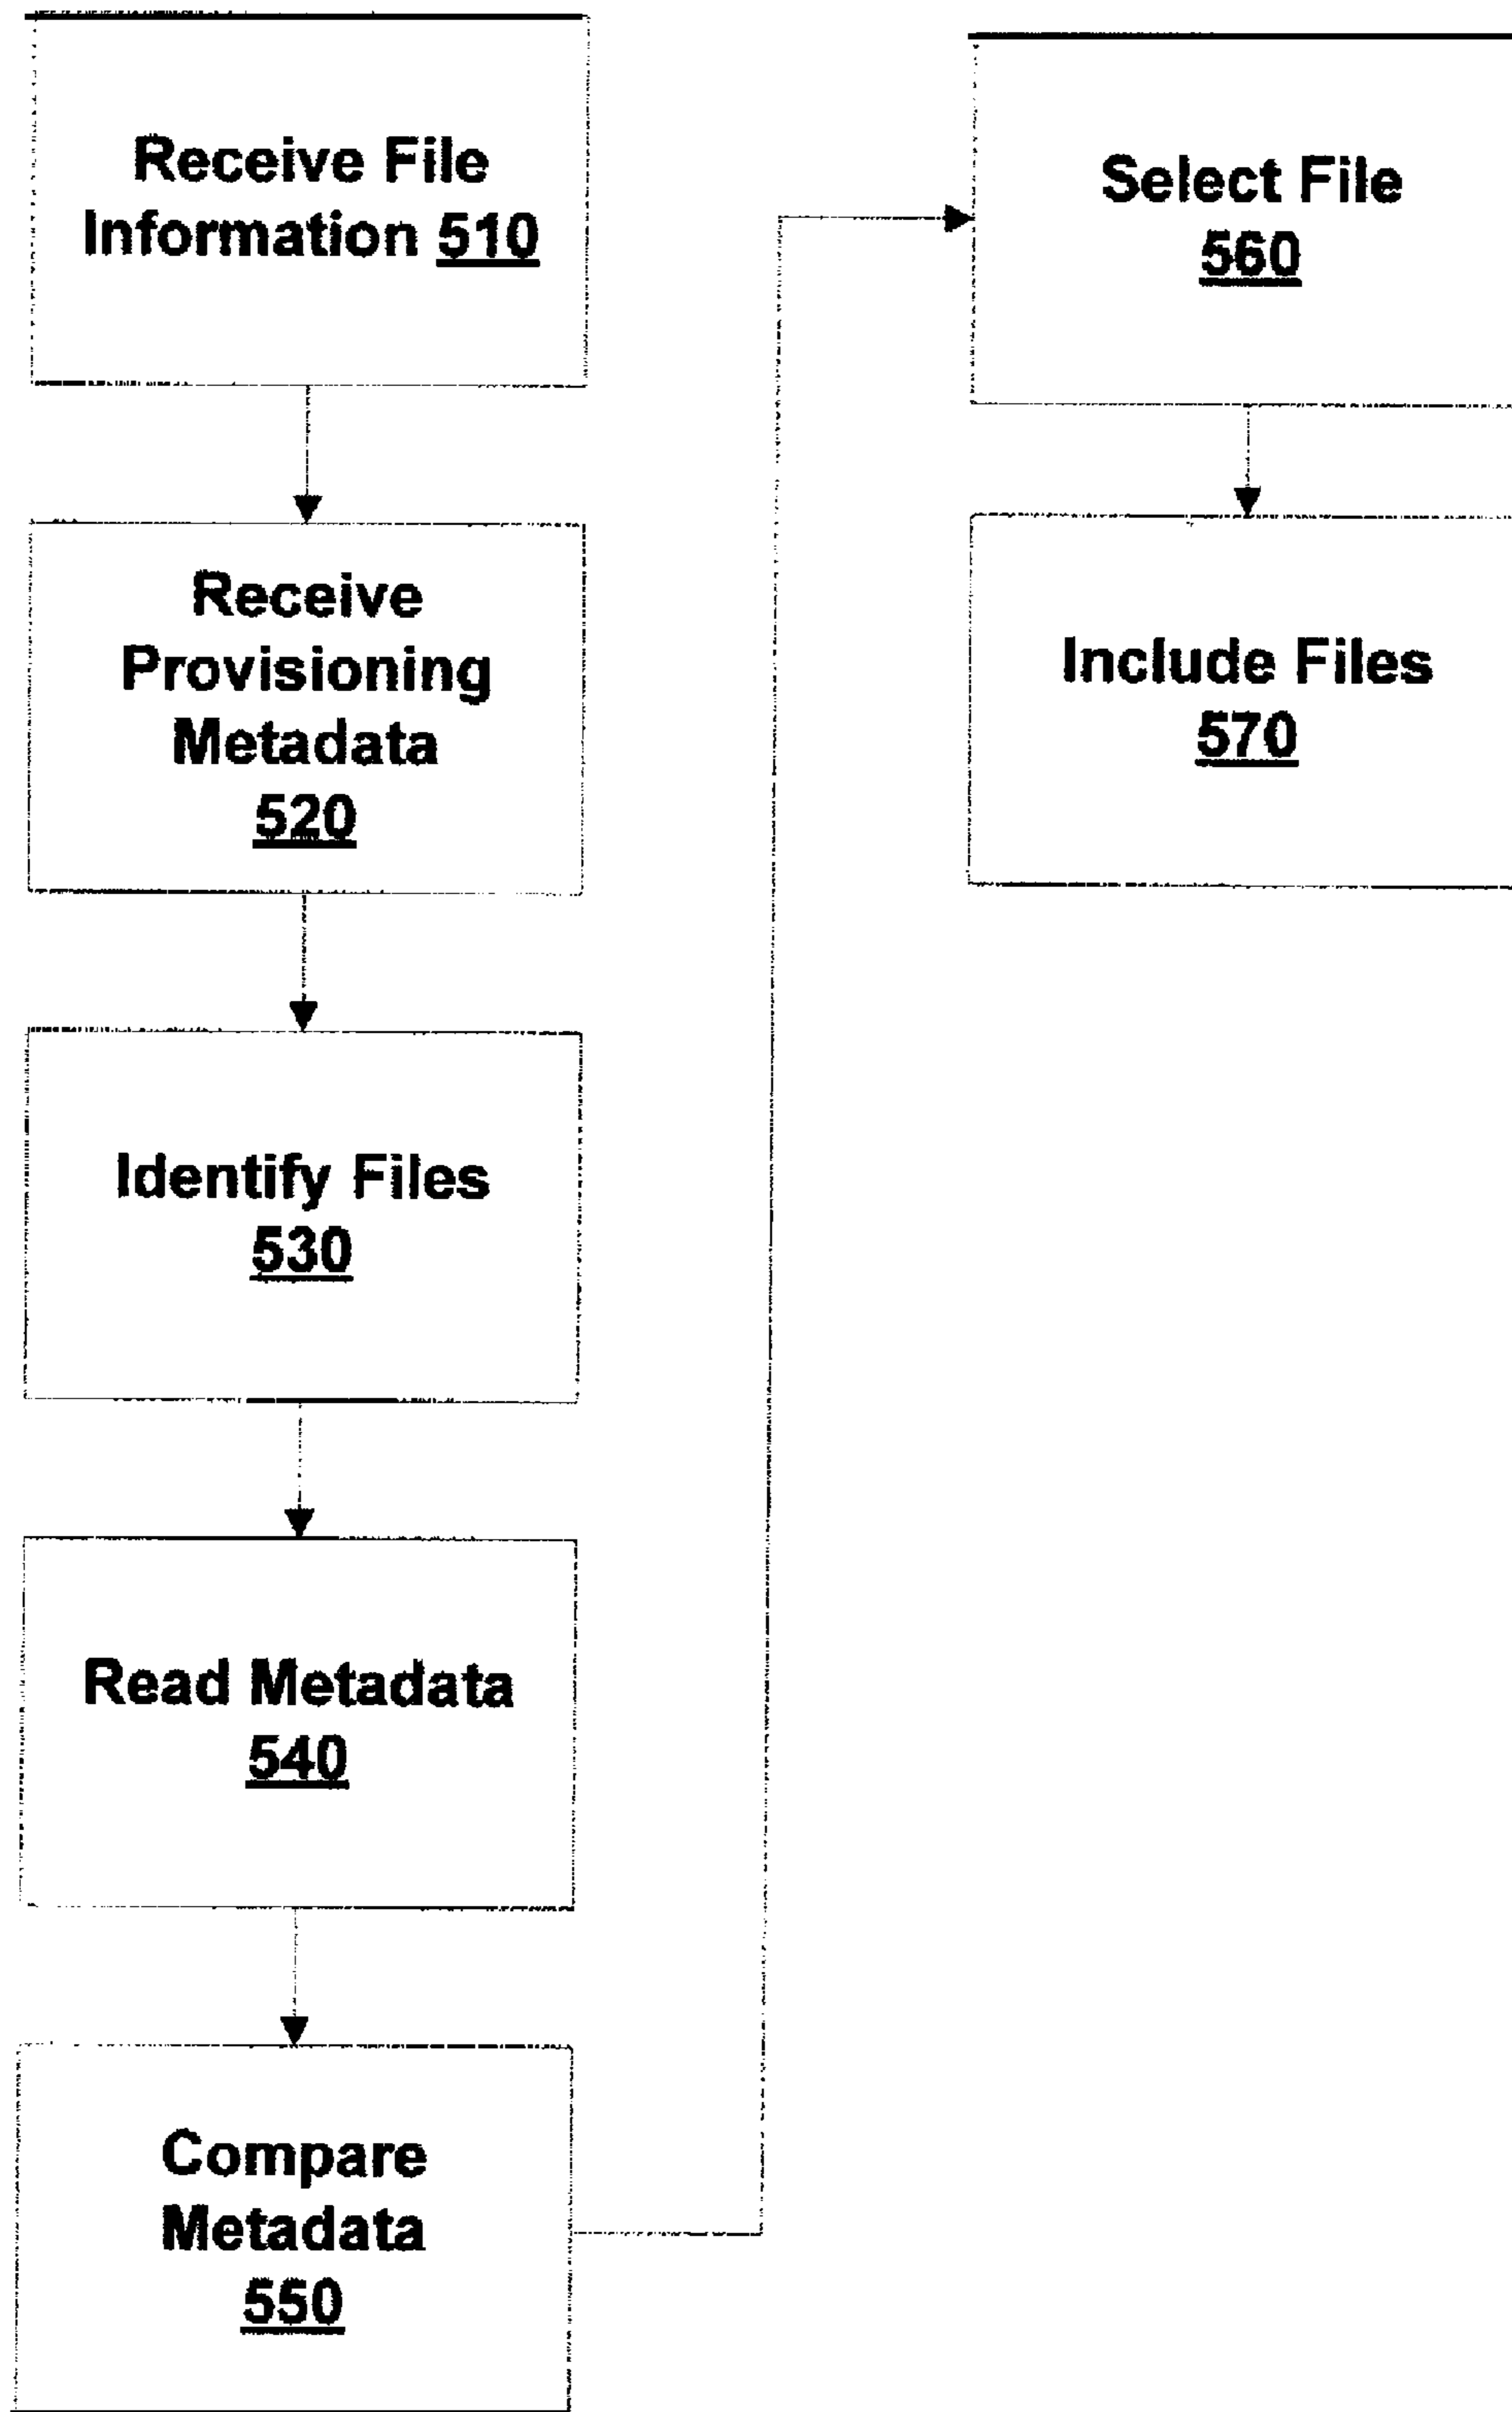 Receive File
Information 510
Receive
Provisioning
Metadata
520
Identify Files
530
Read Metadata
540
Compare
Metadata
550
Select File
560
Include Files
570